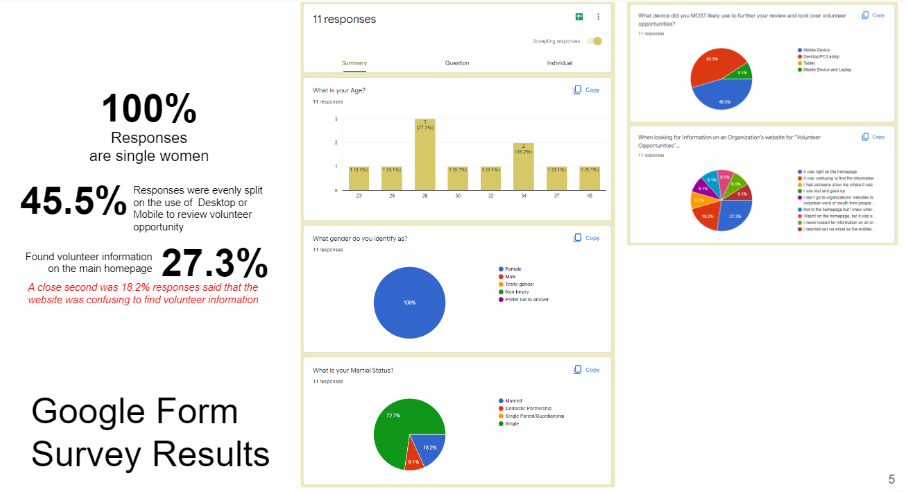 100%
Responses
are single women
45.5%
Responses were evenly split
on the use of Desktop or
Mobile to review volunteer
opportunity
Found volunteer information
on the main homepage
27.3%
A close second was 18.2% responses said that the
website was confusing to find volunteer information
Google Form
Survey Results
11 responses
Accepting responses
Summary
Question
Individual
What is your Age?
Copy
11 responses
3
2
1
0
1 (9.1%)
1 (9.1%)
3
(27.3%)
1 (9.1%)
1 (9.1%)
2
(18.2%)
1 (9.1%)
1 (9.1%)
23
26
28
30
32
34
37
45
What gender do you identify as?
Copy
11 responses
100%
Female
Male
Trans gender
Non binary
Prefer not to answer
What is your Martial Status?
Copy
11 responses
72.7%
18.2%
9.1%
Married
Domestic Partnership
Single Parent/Guardianship
Single
What device did you MOST likely use to further your review and look over volunteer
opportunities?
Copy
11 responses
45.5%
9.1%
45.5%
Mobile Device
Desktop/PC/Laptop
Tablet
Mobile Device and Laptop
When looking for information on an Organization's website for "Volunteer
Opportunities"...
Copy
11 responses
9.1%
9.1%
9.1%
9.1%
9.1%
9.1%
18.2%
27.3%
It was right on the homepage
It was confusing to find the information
I had someone show me where it was
I was lost and gave up
I don't go to organizations' websites to
volunteer word of mouth from people...
Not in the homepage but I knew what...
Wasn't on the homepage, but it was e...
I never looked for information on an or...
I reached out via email as the entities...
5